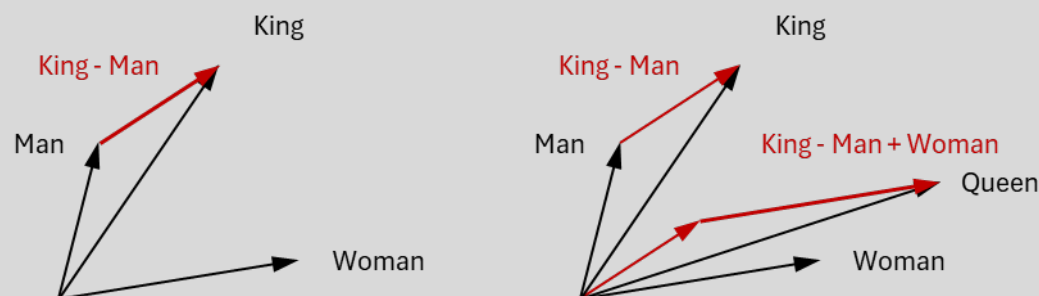 King
King - Man
Man
Woman
King
King - Man
Man
King - Man + Woman
Queen
Woman